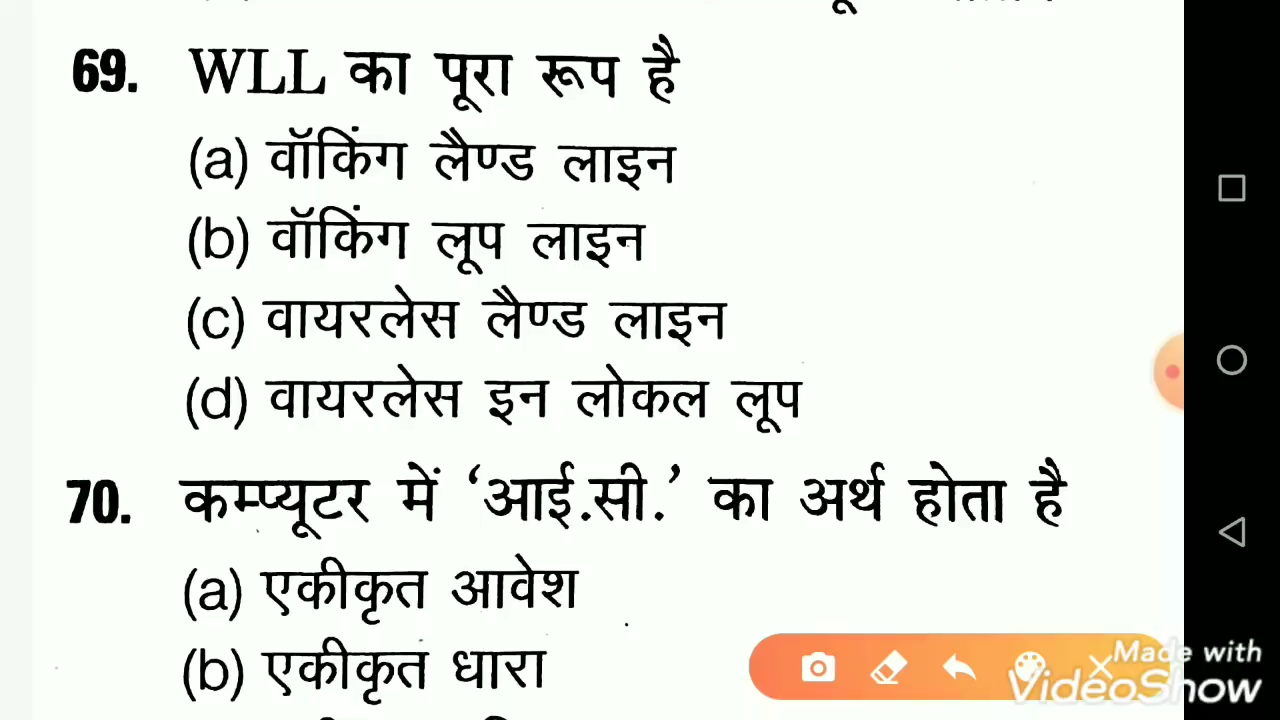 69. WLL का पूरा रूप है
(a) वॉकिंग लैण्ड लाइन
(b) वॉकिंग लूप लाइन
(c) वायरलेस लैण्ड लाइन
(d) वायरलेस इन लोकल लूप
70. कम्प्यूटर में ‘आई.सी.’ का अर्थ होता है
(a) एकीकृत आवेश
(b) एकीकृत धारा
Made with
VideoShow